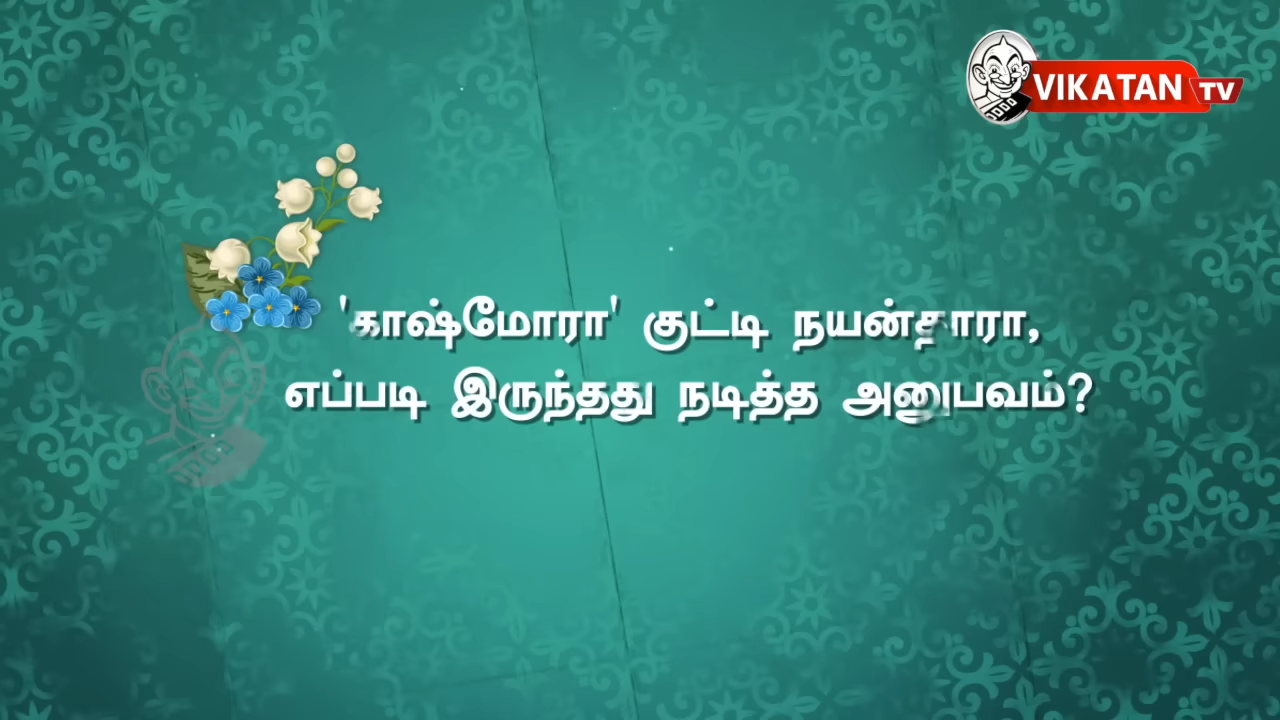 VIKATAN TV
'காஷ்மோரா' குட்டி நயன்தாரா,
எப்படி இருந்தது நடித்த அனுபவம்?